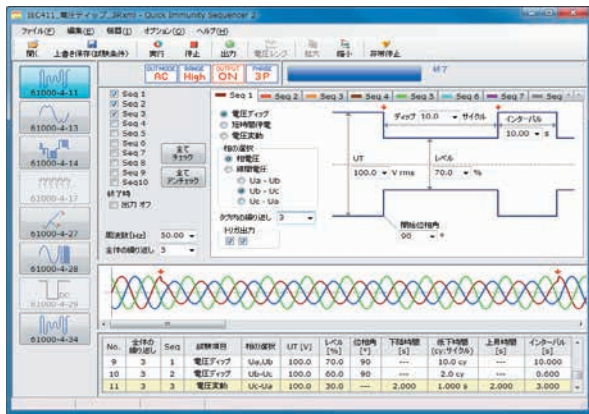 IEC411_電圧ディップ_3P.xml - Quick Immunity Sequencer 2
ファイル(F) 編集(E) 機器(I) オプション(O) ヘルプ(H)
開く 上書き保存(試験条件) 実行 停止 出力 電圧レンジ 拡大 縮小 非常停止
OUT MODE AC RANGE High OUTPUT ON PHASE 3P
終了
61000-4-11
61000-4-13
61000-4-14
61000-4-17
61000-4-27
61000-4-28
61000-4-29
61000-4-34
Seq 1
Seq 2
Seq 3
Seq 4
Seq 5
Seq 6
Seq 7
Seq 8
Seq 9
Seq10
全て
チェック
全て
アンチェック
終了時
出力 オフ
周波数[Hz] 50.00
全体の繰り返し 3
Seq 1 Seq 2 Seq 3 Seq 4 Seq 5 Seq 6 Seq 7 Seq
電圧ディップ
短時間停電
電圧変動
相の選択
相電圧
線間電圧
Ua - Ub
Ub - Uc
Uc - Ua
タブ内の繰り返し 3
トリガ出力
ディップ 10.0 サイクル
インターバル
10.00 s
UT
100.0 V rms
レベル
70.0 %
開始位相角
90 °
No. 全体の繰り返し Seq 試験項目 相の選択 UT [V] レベル [%] 位相角 [°] 下降時間 [s] 低下時間 (cy:サイクル) 上昇時間 [s] インターバル [s]
9 3 1 電圧ディップ Ua,Ub 100.0 70.0 90 --- 10.0 cy --- 10.000
10 3 2 電圧ディップ Ub-Uc 100.0 60.0 90 --- 2.0 cy --- 0.600
11 3 3 電圧変動 Uc-Ua 100.0 30.0 --- 2.000 1.000 s 2.000 3.000